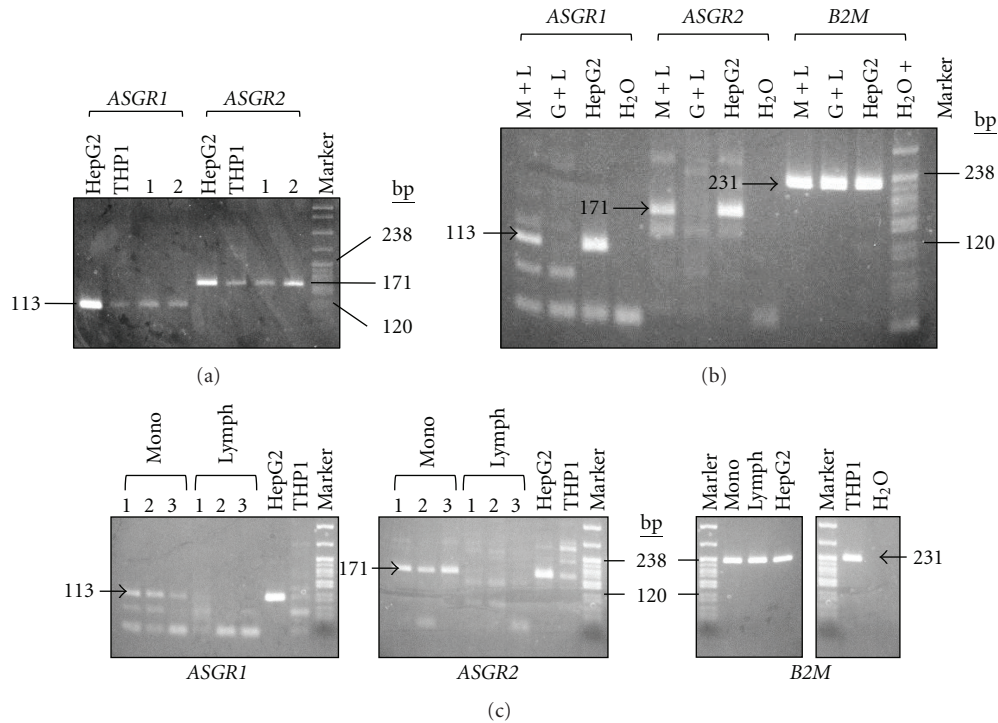 ASGR1 ASGR2
HepG2 THP1 1 2 HepG2 THP1 1 2 Marker
bp
238
171
120
113
(a)
ASGR1 ASGR2 B2M
M + L G + L HepG2 H₂O M + L G + L HepG2 H₂O M + L G + L HepG2 H₂O + Marker
bp
238
120
113
171
231
(b)
Mono Lymph HepG2 THP1 Marker
1 2 3 1 2 3
113
ASGR1
Mono Lymph HepG2 THP1 Marker
1 2 3 1 2 3
171
ASGR2
bp
238
120
Marler Mono Lymph HepG2
Marker THP1 H₂O
231
B2M
(c)